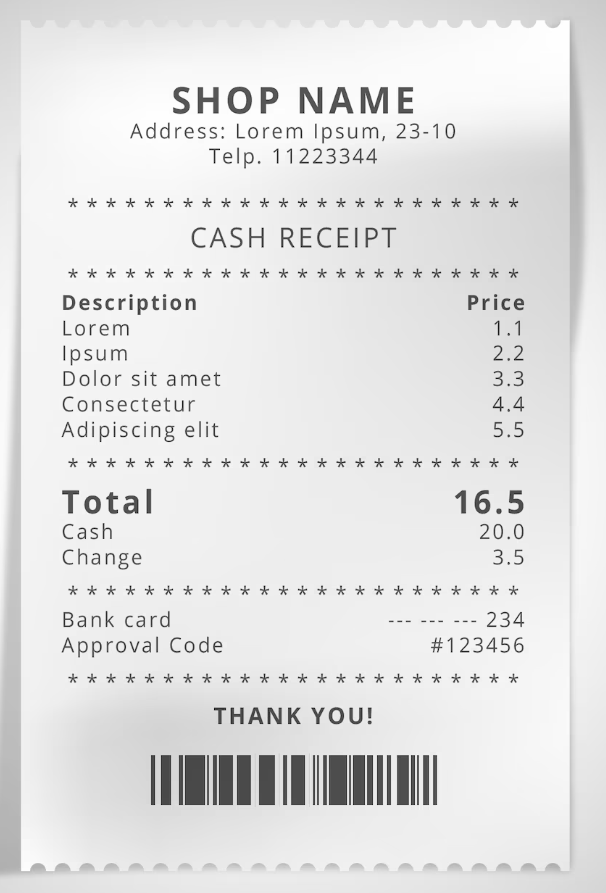 SHOP NAME
Address: Lorem Ipsum, 23-10
Telp. 11223344
* * * * * * * * * * * * * * * * * * * * * * * *
CASH RECEIPT
* * * * * * * * * * * * * * * * * * * * * * * *
Description Price
Lorem 1.1
Ipsum 2.2
Dolor sit amet 3.3
Consectetur 4.4
Adipiscing elit 5.5
* * * * * * * * * * * * * * * * * * * * * * * *
Total 16.5
Cash 20.0
Change 3.5
* * * * * * * * * * * * * * * * * * * * * * * *
Bank card --- --- --- 234
Approval Code #123456
* * * * * * * * * * * * * * * * * * * * * * * *
THANK YOU!